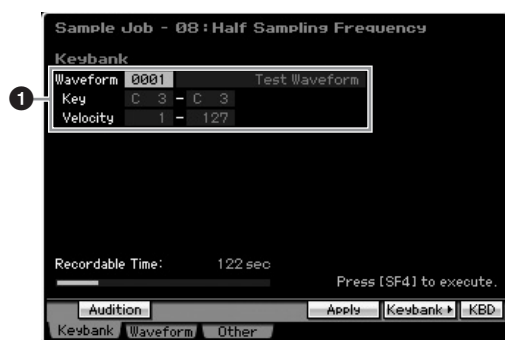 Sample Job - 08:Half Sampling Frequency
Keybank
Waveform 0001 Test Waveform
1
Key C 3 - C 3
Velocity 1 - 127
Recordable Time: 122 sec
Press [SF4] to execute.
Audition Apply Keybank KBD
Keybank Waveform Other